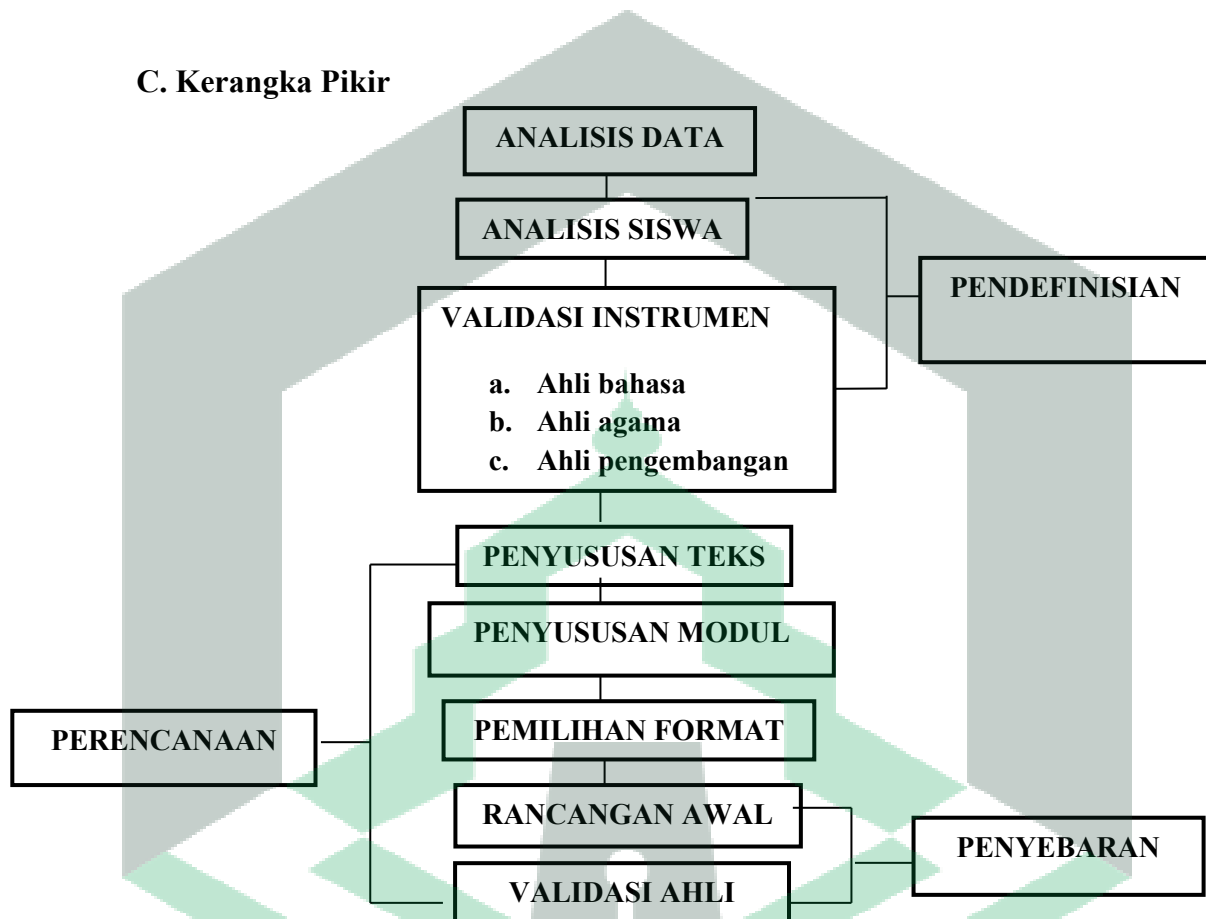 C. Kerangka Pikir
ANALISIS DATA
ANALISIS SISWA
PENDEFINISIAN
VALIDASI INSTRUMEN
a. Ahli bahasa
b. Ahli agama
c. Ahli pengembangan
PENYUSUSAN TEKS
PENYUSUSAN MODUL
PEMILIHAN FORMAT
PERENCANAAN
RANCANGAN AWAL
PENYEBARAN
VALIDASI AHLI